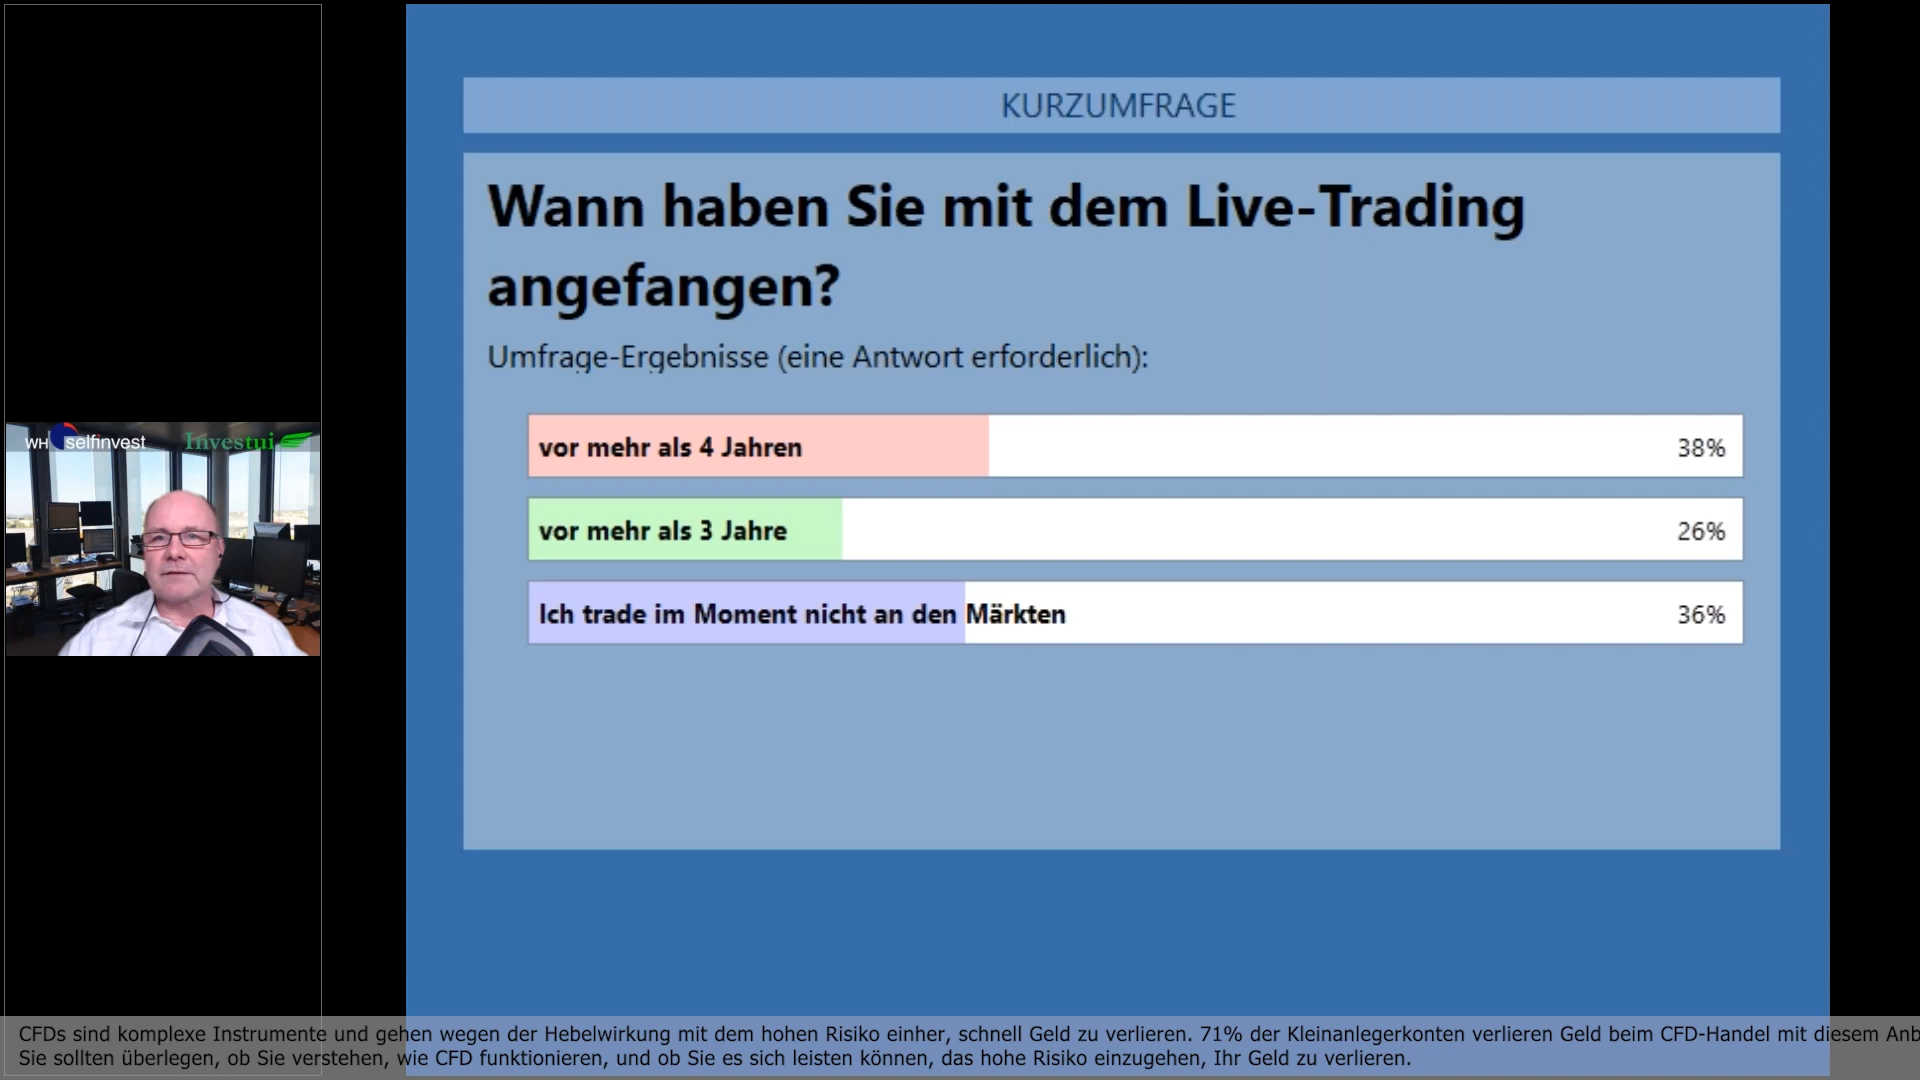 WH selfinvest
Investui
KURZUMFRAGE
Wann haben Sie mit dem Live-Trading
angefangen?
Umfrage-Ergebnisse (eine Antwort erforderlich):
vor mehr als 4 Jahren 38%
vor mehr als 3 Jahre 26%
Ich trade im Moment nicht an den Märkten 36%
CFDs sind komplexe Instrumente und gehen wegen der Hebelwirkung mit dem hohen Risiko einher, schnell Geld zu verlieren. 71% der Kleinanlegerkonten verlieren Geld beim CFD-Handel mit diesem Anb
Sie sollten überlegen, ob Sie verstehen, wie CFD funktionieren, und ob Sie es sich leisten können, das hohe Risiko einzugehen, Ihr Geld zu verlieren.